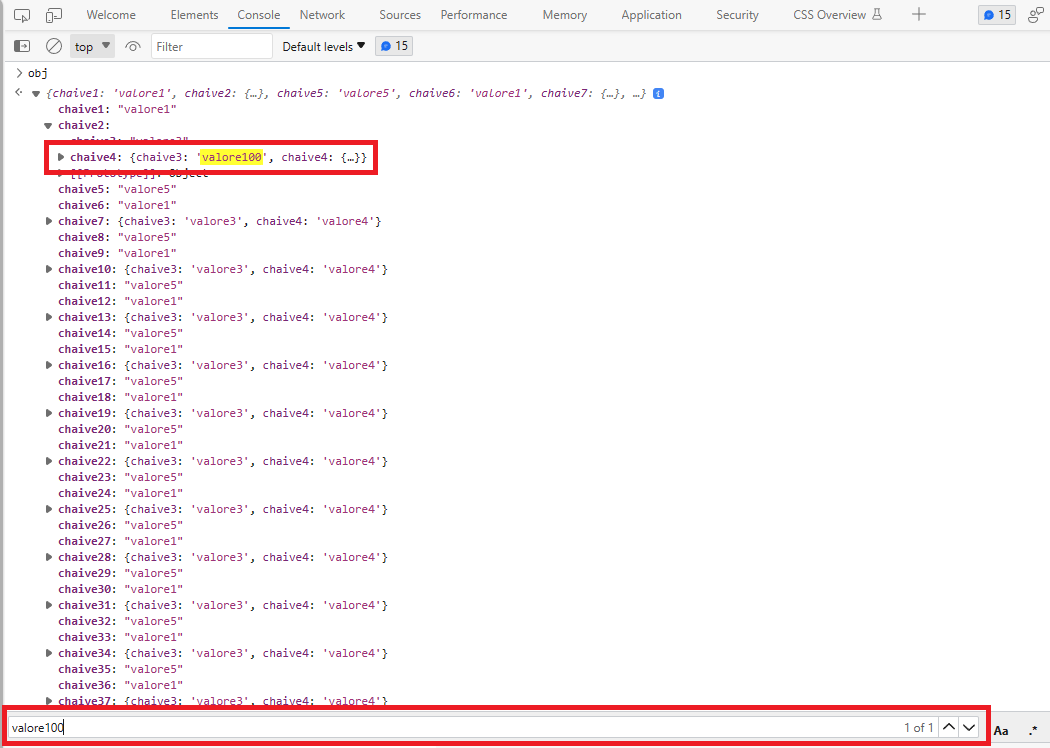 Welcome Elements Console Network Sources Performance Memory Application Security CSS Overview 15
top Filter Default levels 15
obj
{chaive1: 'valore1', chaive2: {…}, chaive5: 'valore5', chaive6: 'valore1', chaive7: {…}, …} i
chaive1: "valore1"
chaive2:
chaive3: "valore3"
chaive4: {chaive3: 'valore100', chaive4: {…}}
[[Prototype]]: Object
chaive5: "valore5"
chaive6: "valore1"
chaive7: {chaive3: 'valore3', chaive4: 'valore4'}
chaive8: "valore5"
chaive9: "valore1"
chaive10: {chaive3: 'valore3', chaive4: 'valore4'}
chaive11: "valore5"
chaive12: "valore1"
chaive13: {chaive3: 'valore3', chaive4: 'valore4'}
chaive14: "valore5"
chaive15: "valore1"
chaive16: {chaive3: 'valore3', chaive4: 'valore4'}
chaive17: "valore5"
chaive18: "valore1"
chaive19: {chaive3: 'valore3', chaive4: 'valore4'}
chaive20: "valore5"
chaive21: "valore1"
chaive22: {chaive3: 'valore3', chaive4: 'valore4'}
chaive23: "valore5"
chaive24: "valore1"
chaive25: {chaive3: 'valore3', chaive4: 'valore4'}
chaive26: "valore5"
chaive27: "valore1"
chaive28: {chaive3: 'valore3', chaive4: 'valore4'}
chaive29: "valore5"
chaive30: "valore1"
chaive31: {chaive3: 'valore3', chaive4: 'valore4'}
chaive32: "valore5"
chaive33: "valore1"
chaive34: {chaive3: 'valore3', chaive4: 'valore4'}
chaive35: "valore5"
chaive36: "valore1"
chaive37: {chaive3: 'valore3', chaive4: 'valore4'}
valore100 1 of 1 Aa .*